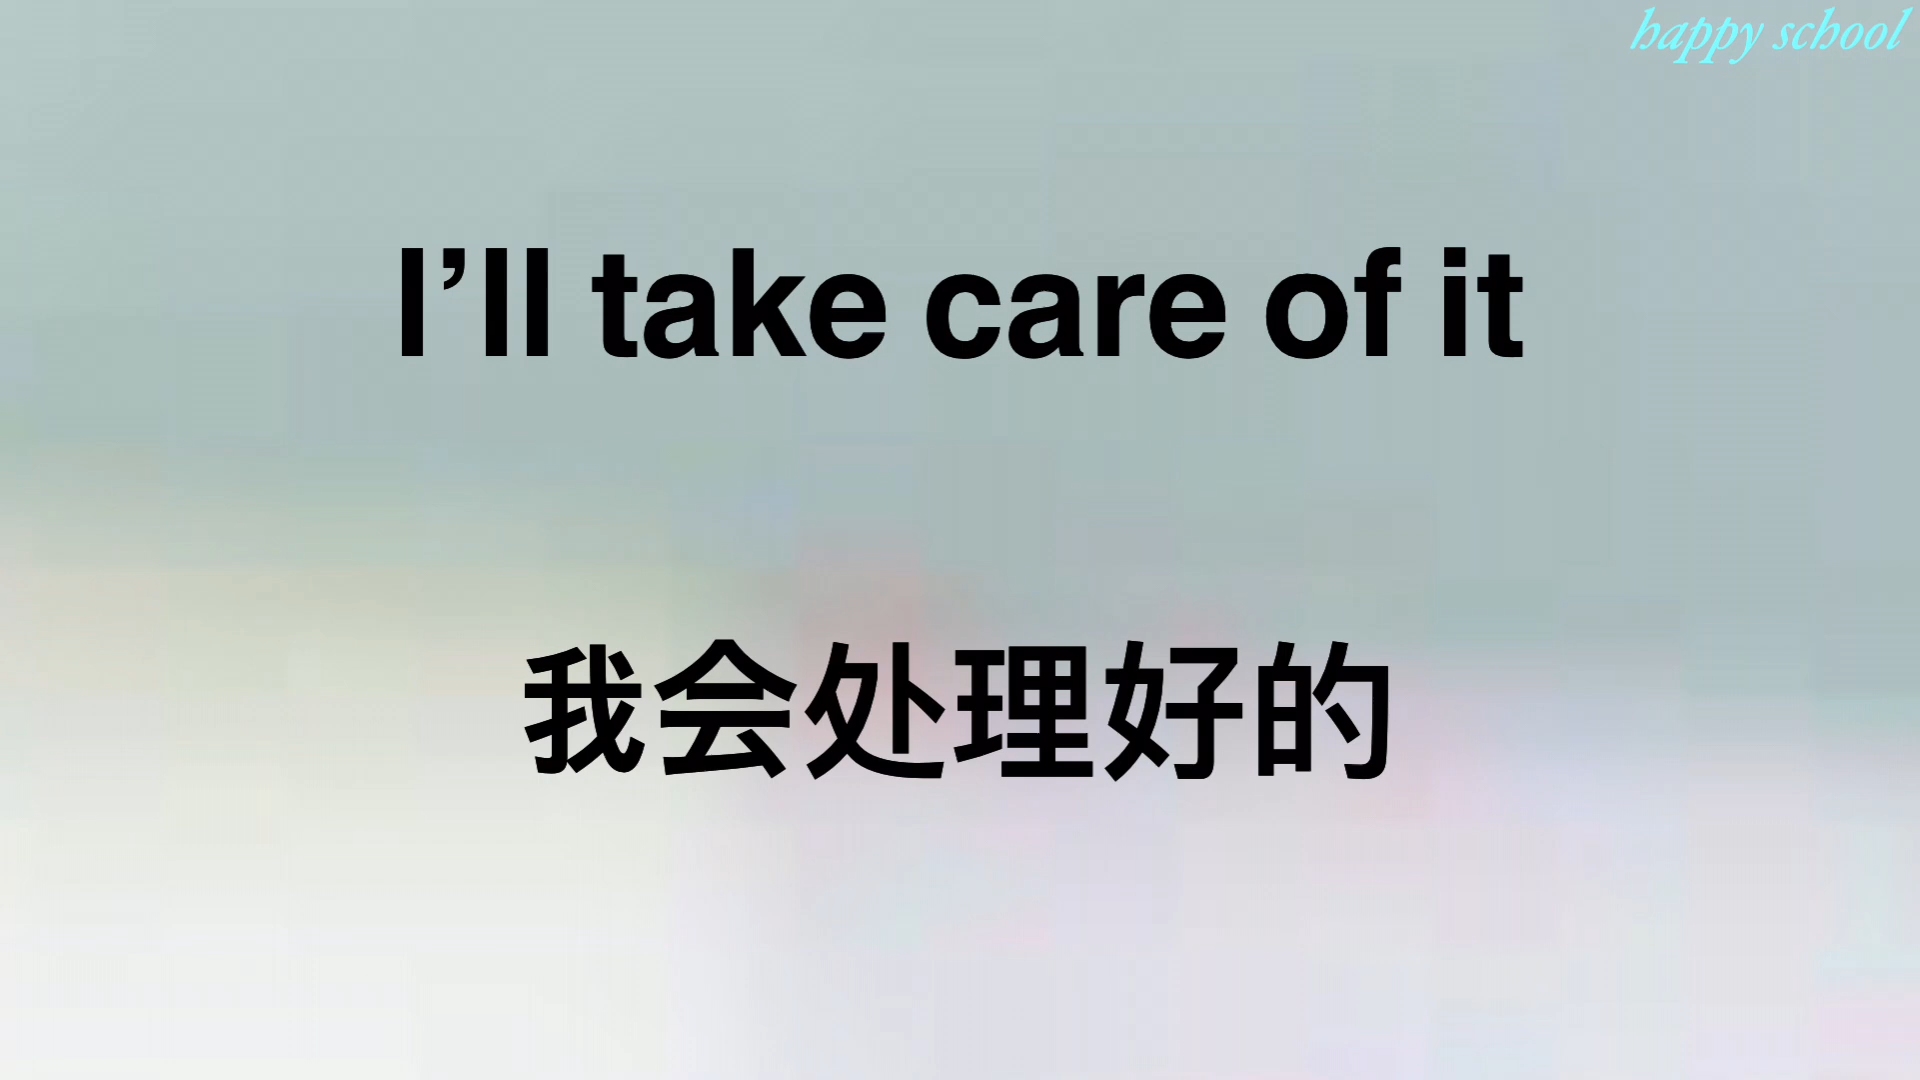 happy school
I’ll take care of it
我会处理好的